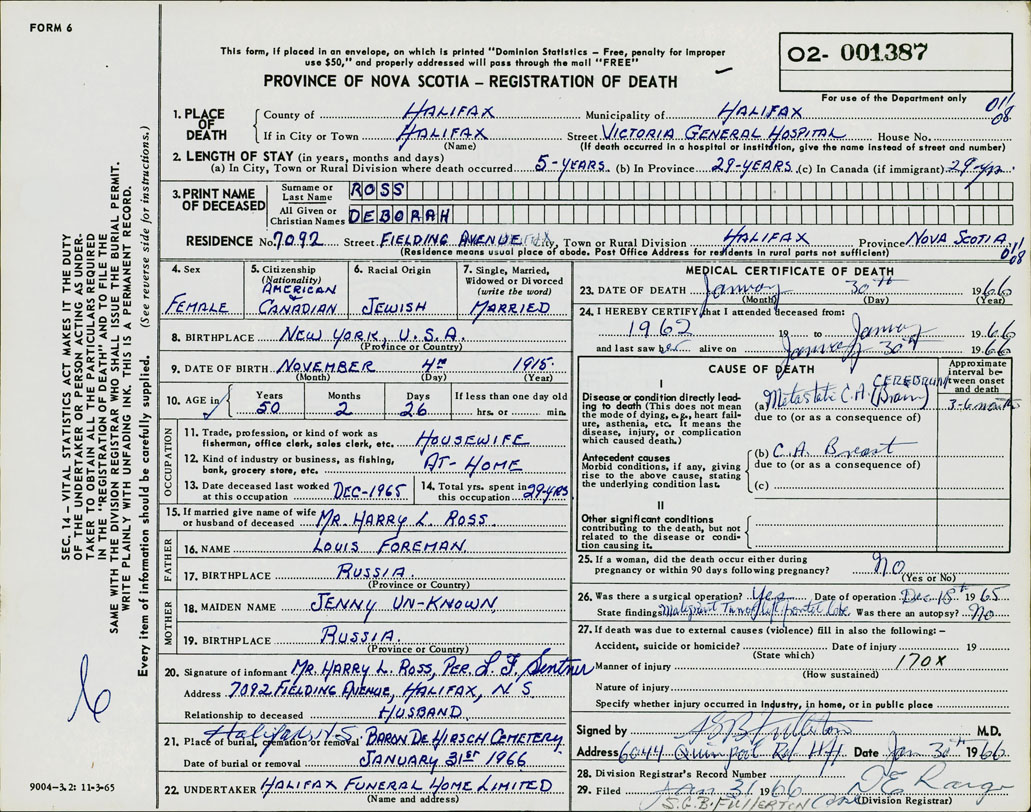 FORM 6
This form, if placed in an envelope, on which is printed "Dominion Statistics – Free, penalty for improper
use $50," and properly addressed will pass through the mail "FREE"
PROVINCE OF NOVA SCOTIA – REGISTRATION OF DEATH
02- 001387
For use of the Department only
011/08
1. PLACE OF DEATH
County of HALIFAX Municipality of HALIFAX
If in City or Town HALIFAX Street VICTORIA GENERAL HOSPITAL House No.
(Name) (If death occurred in a hospital or institution, give the name instead of street and number)
2. LENGTH OF STAY (in years, months and days)
(a) In City, Town or Rural Division where death occurred 5-YEARS. (b) In Province 29-YEARS. (c) In Canada (if immigrant) 29-yrs
3. PRINT NAME OF DECEASED
Surname or Last Name ROSS
All Given or Christian Names DEBORAH
RESIDENCE No. 7092 Street FIELDING AVENUE City, Town or Rural Division HALIFAX Province NOVA SCOTIA.
(Residence means usual place of abode. Post Office Address for residents in rural parts not sufficient)
011/08
4. Sex
FEMALE
5. Citizenship (Nationality)
AMERICAN & CANADIAN
6. Racial Origin
JEWISH
7. Single, Married, Widowed or Divorced (write the word)
MARRIED
8. BIRTHPLACE NEW YORK, U.S.A.
(Province or Country)
9. DATE OF BIRTH NOVEMBER 4TH 1915.
(Month) (Day) (Year)
10. AGE in
Years Months Days If less than one day old
50 2 26 hrs. or min.
OCCUPATION
11. Trade, profession, or kind of work as fisherman, office clerk, sales clerk, etc. HOUSEWIFE
12. Kind of industry or business, as fishing, bank, grocery store, etc. AT-HOME
13. Date deceased last worked at this occupation DEC-1965
14. Total yrs. spent in this occupation 29-YRS
15. If married give name of wife or husband of deceased MR. HARRY L. ROSS.
FATHER
16. NAME LOUIS FOREMAN.
17. BIRTHPLACE RUSSIA.
(Province or Country)
MOTHER
18. MAIDEN NAME JENNY UN-KNOWN
19. BIRTHPLACE RUSSIA.
(Province or Country)
20. Signature of informant MR. HARRY L. ROSS, PER. L. F. Sentner
Address 7092 FIELDING AVENUE, HALIFAX, N S
Relationship to deceased HUSBAND.
Halifax N.S.
21. Place of burial, cremation or removal BARON DE HIRSCH CEMETERY
Date of burial or removal JANUARY 31ST 1966
22. UNDERTAKER HALIFAX FUNERAL HOME LIMITED
(Name and address)
MEDICAL CERTIFICATE OF DEATH
23. DATE OF DEATH January 30th 1966
(Month) (Day) (Year)
24. I HEREBY CERTIFY that I attended deceased from:
1962 19 to January 1966
and last saw her alive on January 30th 1966
CAUSE OF DEATH
Approximate interval between onset and death
I
Disease or condition directly leading to death (This does not mean the mode of dying, e.g., heart failure, asthenia, etc. It means the disease, injury, or complication which caused death.)
CEREBRUM
(a) Metastatic C.A. (Brain) 3-6 months
due to (or as a consequence of)
Antecedent causes
Morbid conditions, if any, giving rise to the above cause, stating the underlying condition last.
(b) C.A. Breast
due to (or as a consequence of)
(c)
II
Other significant conditions
contributing to the death, but not related to the disease or condition causing it.
25. If a woman, did the death occur either during pregnancy or within 90 days following pregnancy? No
(Yes or No)
26. Was there a surgical operation? Yes Date of operation Dec 18th 1965
State findings Malignant Tumor left frontal lobe Was there an autopsy? No
27. If death was due to external causes (violence) fill in also the following: –
Accident, suicide or homicide? Date of injury 19
(State which)
Manner of injury 170X
(How sustained)
Nature of injury
Specify whether injury occurred in industry, in home, or in public place
Signed by S G B Fullerton M.D.
Address 6044 Quinpool Rd Hfx Date Jan 30th 1966
28. Division Registrar's Record Number
29. Filed Jan 31 1966
(Division Registrar)
S.G.B. FULLERTON
SEC. 14 – VITAL STATISTICS ACT MAKES IT THE DUTY
OF THE UNDERTAKER OR PERSON ACTING AS UNDER-
TAKER TO OBTAIN ALL THE PARTICULARS REQUIRED
IN THE "REGISTRATION OF DEATH" AND TO FILE THE
SAME WITH THE DIVISION REGISTRAR WHO SHALL ISSUE THE BURIAL PERMIT.
WRITE PLAINLY WITH UNFADING INK. THIS IS A PERMANENT RECORD.
Every item of information should be carefully supplied. (See reverse side for instructions.)
9004-3.2: 11-3-65